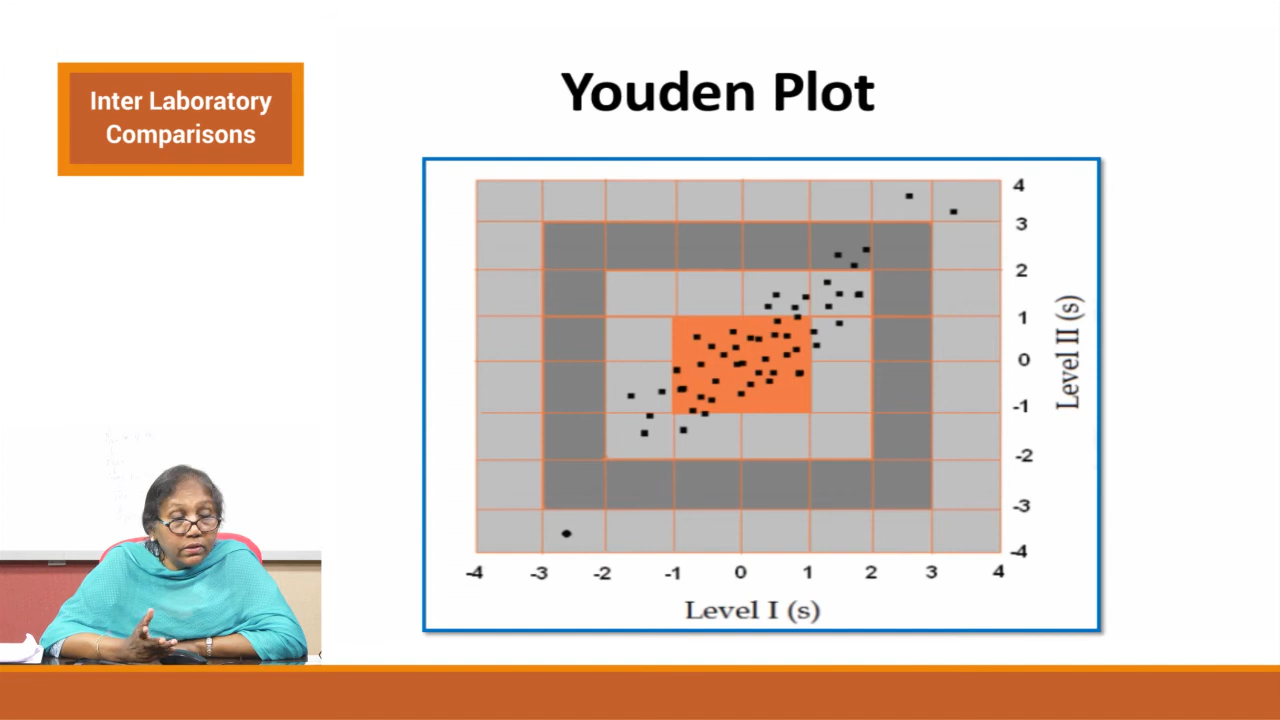 Inter Laboratory
Comparisons
Youden Plot
4
3
2
1
0
-1
-2
-3
-4
Level II (s)
-4 -3 -2 -1 0 1 2 3 4
Level I (s)